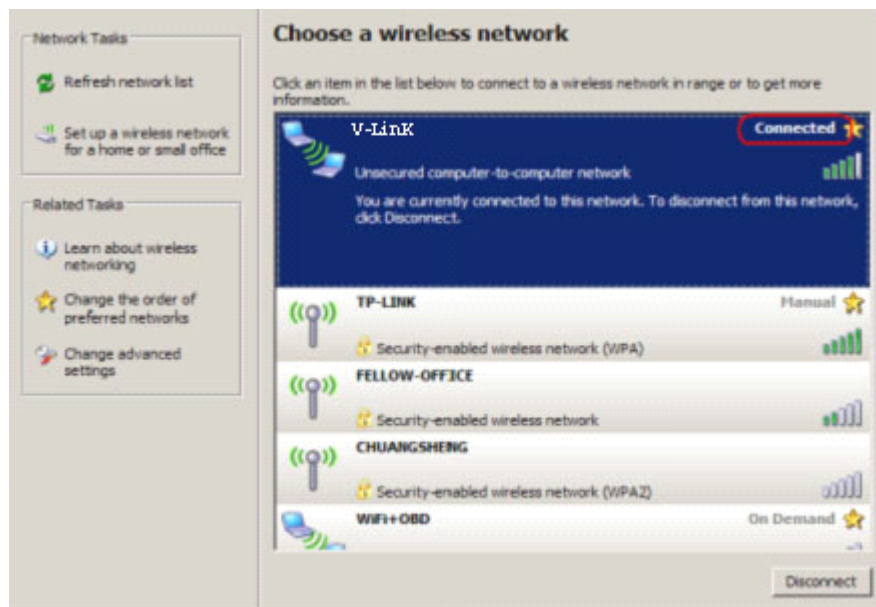 Network Tasks
Refresh network list
Set up a wireless network
for a home or small office
Related Tasks
Learn about wireless
networking
Change the order of
preferred networks
Change advanced
settings
Choose a wireless network
Click an item in the list below to connect to a wireless network in range or to get more
information.
V-LinK
Connected
Unsecured computer-to-computer network
You are currently connected to this network. To disconnect from this network,
click Disconnect.
TP-LINK
Manual
Security-enabled wireless network (WPA)
FELLOW-OFFICE
Security-enabled wireless network
CHUANGSHENG
Security-enabled wireless network (WPA2)
WiFi+OBD
On Demand
Disconnect